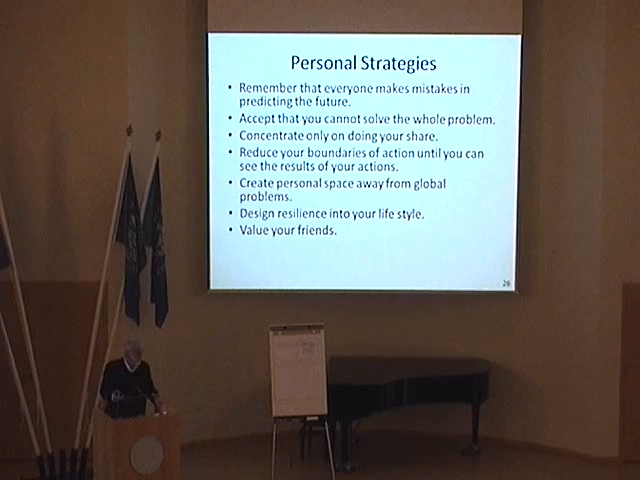 Personal Strategies
• Remember that everyone makes mistakes in
predicting the future.
• Accept that you cannot solve the whole problem.
• Concentrate only on doing your share.
• Reduce your boundaries of action until you can
see the results of your actions.
• Create personal space away from global
problems.
• Design resilience into your life style.
• Value your friends.
26